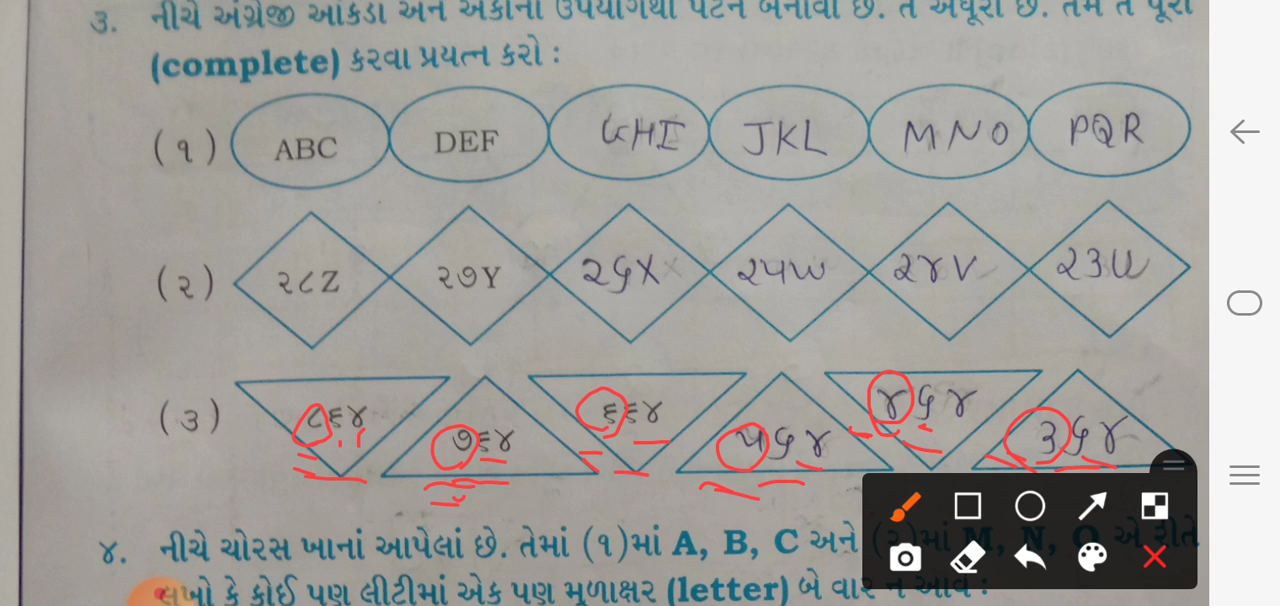 ૩. નીચે અંગ્રેજી આંકડા અને અંકોના ઉપયોગથી પેટર્ન બનાવી છે. તે અધૂરી છે. તમે તે પૂરી
(complete) કરવા પ્રયત્ન કરો :
(૧) ABC DEF GHI JKL MNO PQR
(૨) ૨૮Z ૨૭Y ૨૬X ૨૫W ૨૪V ૨૩U
(૩) ૮૬૪ ૭૬૪ ૬૬૪ ૫૬૪ ૪૬૪ ૩૬૪
૪. નીચે ચોરસ ખાનાં આપેલાં છે. તેમાં (૧)માં A, B, C અને (૨)માં M, N, O એ રીતે
લખો કે કોઈ પણ લીટીમાં એક પણ મૂળાક્ષર (letter) બે વાર ન આવે :